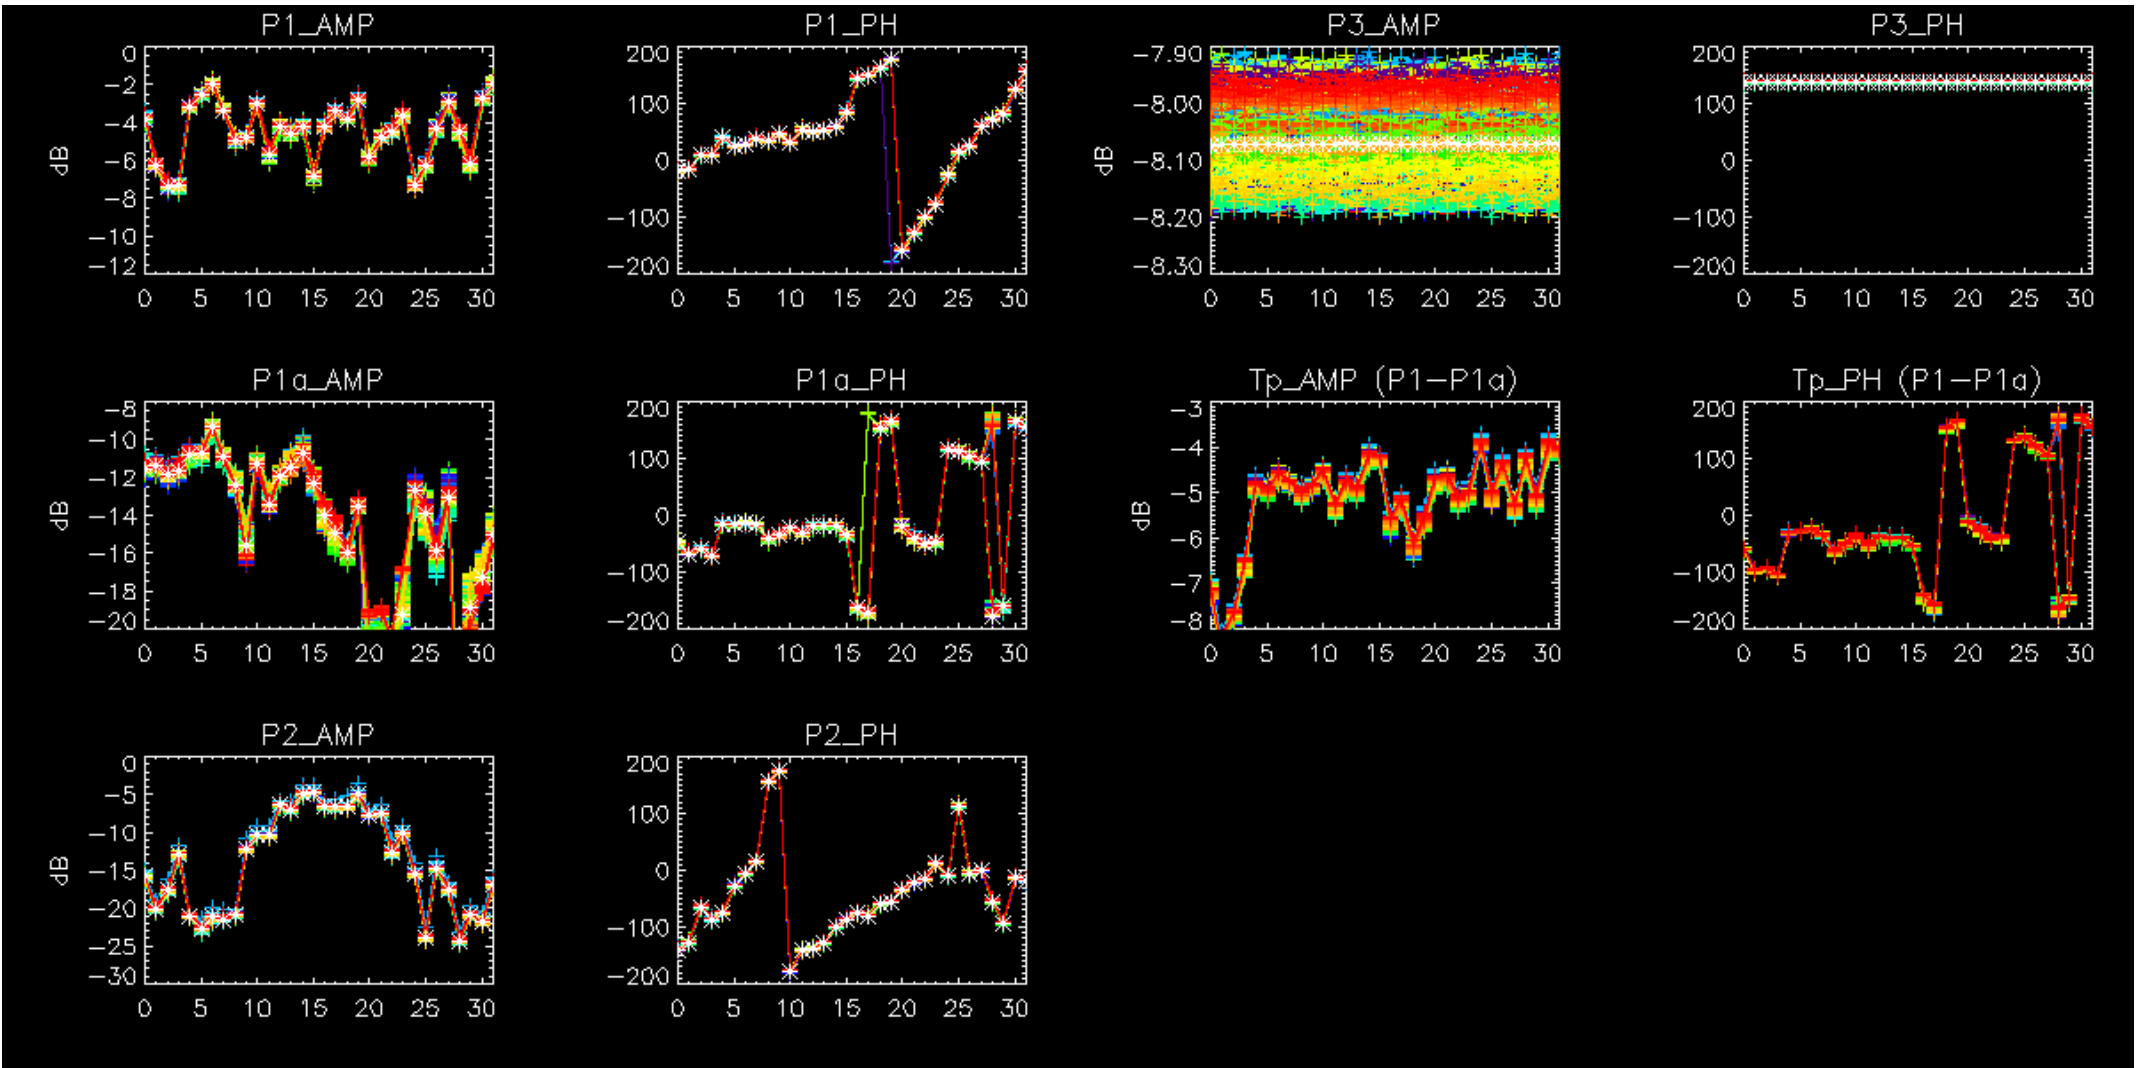 P1_AMP
0
−2
−4
−6
−8
−10
−12
dB
0 5 10 15 20 25 30
P1_PH
200
100
0
−100
−200
0 5 10 15 20 25 30
P3_AMP
−7.90
−8.00
−8.10
−8.20
−8.30
dB
0 5 10 15 20 25 30
P3_PH
200
100
0
−100
−200
0 5 10 15 20 25 30
P1a_AMP
−8
−10
−12
−14
−16
−18
−20
dB
0 5 10 15 20 25 30
P1a_PH
200
100
0
−100
−200
0 5 10 15 20 25 30
Tp_AMP (P1−P1a)
−3
−4
−5
−6
−7
−8
dB
0 5 10 15 20 25 30
Tp_PH (P1−P1a)
200
100
0
−100
−200
0 5 10 15 20 25 30
P2_AMP
0
−5
−10
−15
−20
−25
−30
dB
0 5 10 15 20 25 30
P2_PH
200
100
0
−100
−200
0 5 10 15 20 25 30